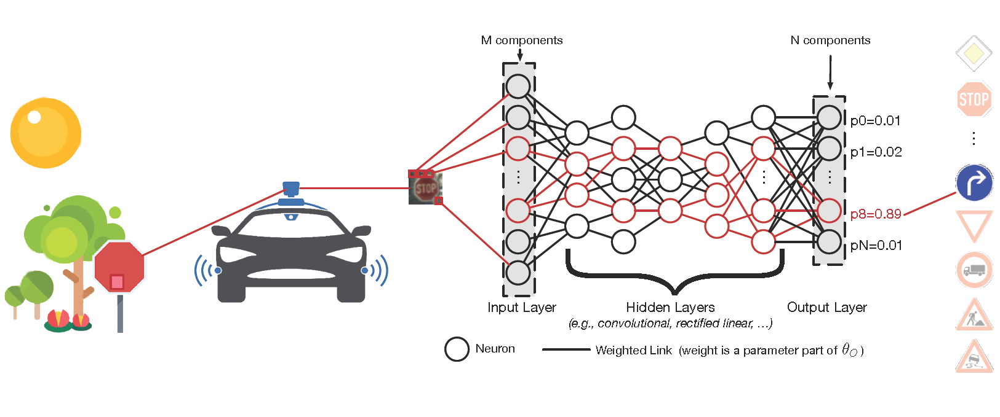 M components
N components
STOP
p0=0.01
p1=0.02
STOP
p8=0.89
pN=0.01
Input Layer
Hidden Layers
Output Layer
(e.g., convolutional, rectified linear, ...)
Neuron
Weighted Link (weight is a parameter part of θ_O )